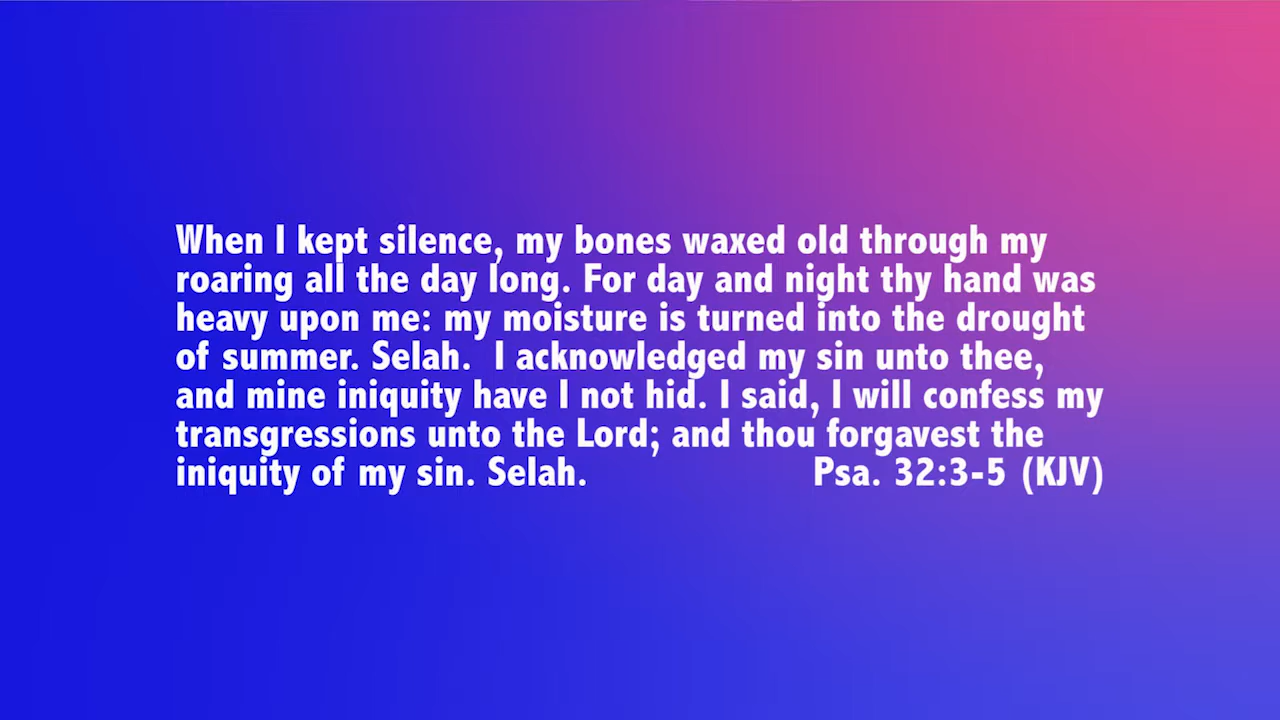 When I kept silence, my bones waxed old through my
roaring all the day long. For day and night thy hand was
heavy upon me: my moisture is turned into the drought
of summer. Selah.  I acknowledged my sin unto thee,
and mine iniquity have I not hid. I said, I will confess my
transgressions unto the Lord; and thou forgavest the
iniquity of my sin. Selah. Psa. 32:3-5 (KJV)